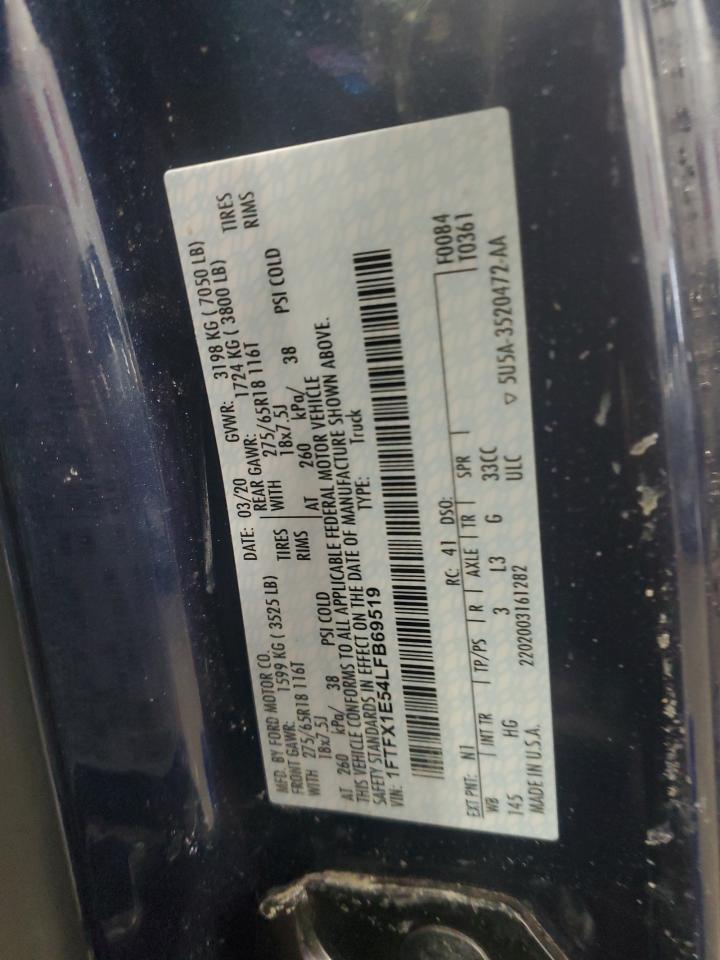 MFD. BY FORD MOTOR CO. DATE: 03/20 GVWR: 3198 KG ( 7050 LB)
FRONT GAWR: 1599 KG ( 3525 LB) REAR GAWR: 1724 KG ( 3800 LB)
WITH 275/65R18 116T TIRES WITH 275/65R18 116T TIRES
18x7.5J RIMS 18x7.5J RIMS
AT 260 kPa/ 38 PSI COLD AT 260 kPa/ 38 PSI COLD
THIS VEHICLE CONFORMS TO ALL APPLICABLE FEDERAL MOTOR VEHICLE
SAFETY STANDARDS IN EFFECT ON THE DATE OF MANUFACTURE SHOWN ABOVE.
VIN: 1FTFX1E54LFB69519 TYPE: Truck
F0084
EXT PNT: N1 RC: 41 DSO: T0361
WB INT TR TP/PS R AXLE TR SPR
145 HG 3 L3 G 33CC
MADE IN U.S.A. 2202003161282 ULC ▽ 5U5A-3520472-AA